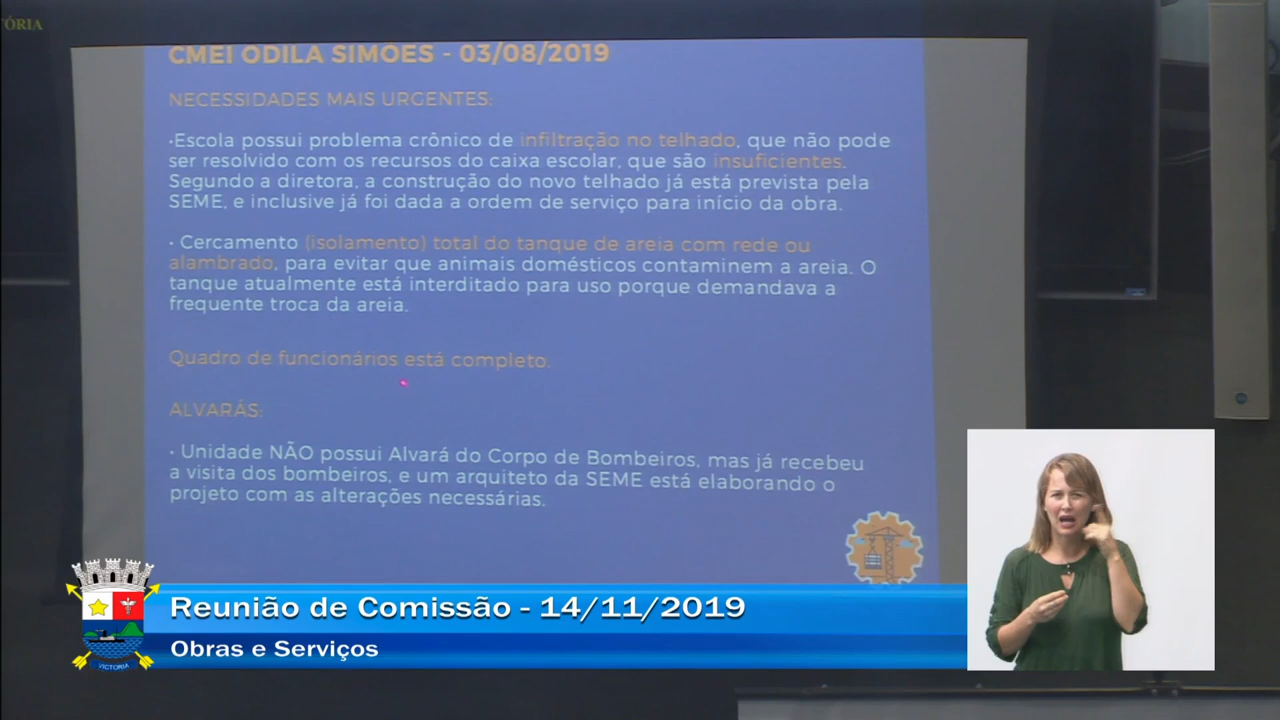 TÓRIA
CMEI ODILA SIMÕES - 03/08/2019
NECESSIDADES MAIS URGENTES:
•Escola possui problema crônico de infiltração no telhado, que não pode
ser resolvido com os recursos do caixa escolar, que são insuficientes.
Segundo a diretora, a construção do novo telhado já está prevista pela
SEME, e inclusive já foi dada a ordem de serviço para início da obra.
• Cercamento (isolamento) total do tanque de areia com rede ou
alambrado, para evitar que animais domésticos contaminem a areia. O
tanque atualmente está interditado para uso porque demandava a
frequente troca da areia.
Quadro de funcionários está completo.
ALVARÁS:
• Unidade NÃO possui Alvará do Corpo de Bombeiros, mas já recebeu
a visita dos bombeiros, e um arquiteto da SEME está elaborando o
projeto com as alterações necessárias.
Reunião de Comissão - 14/11/2019
Obras e Serviços
VICTORIA